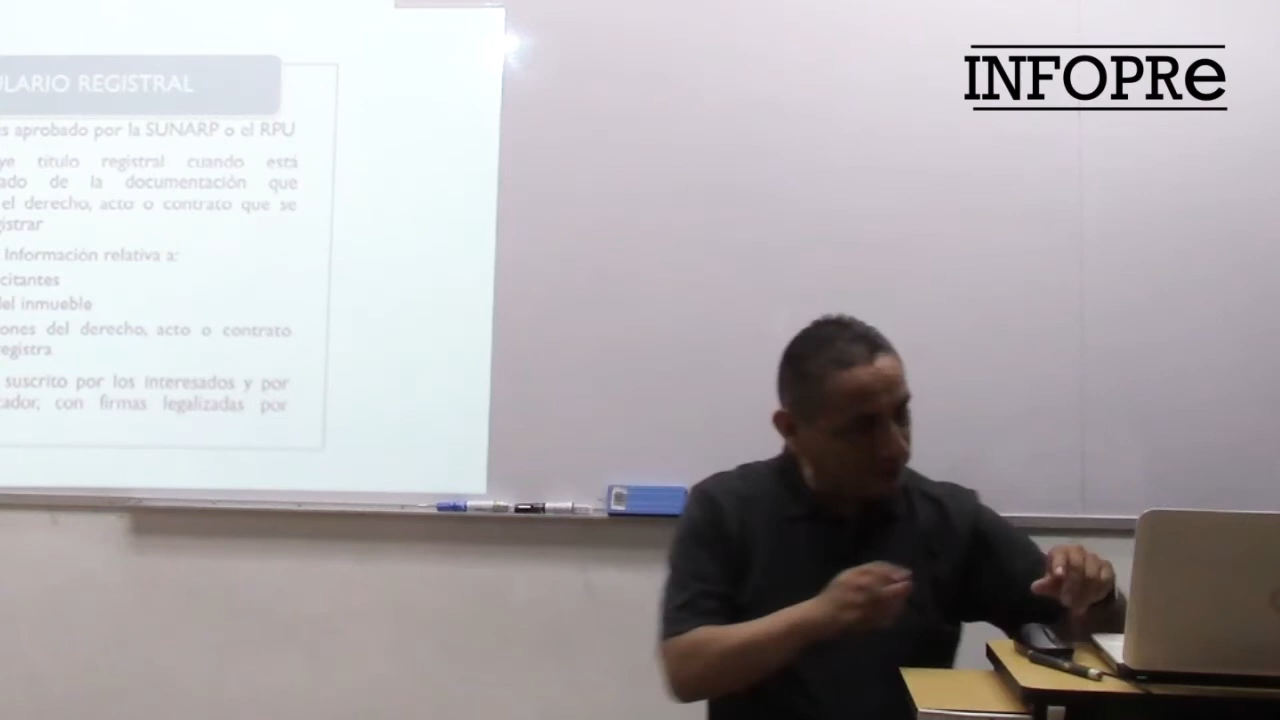 INFOPRe
ULARIO REGISTRAL
s aprobado por la SUNARP o el RPU
ye título registral cuando está
ado de la documentación que
el derecho, acto o contrato que se
gistrar
Información relativa a:
citantes
del inmueble
ones del derecho, acto o contrato
registra
suscrito por los interesados y por
cador, con firmas legalizadas por